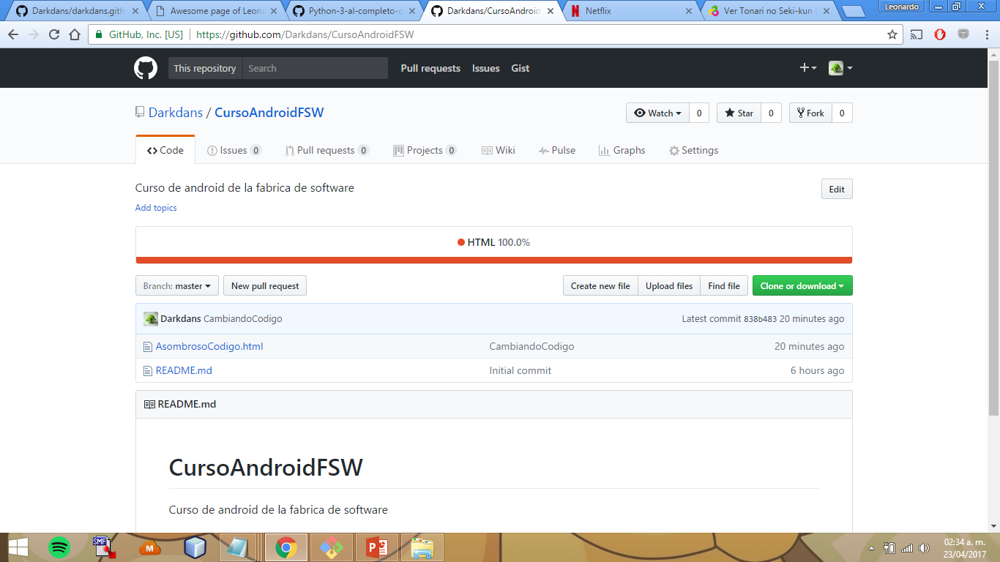 Darkdans/darkdans.gith
Awesome page of Leona
Python-3-al-completo-d
Darkdans/CursoAndroid
Netflix
Ver Tonari no Seki-kun
Leonardo
GitHub, Inc. [US] https://github.com/Darkdans/CursoAndroidFSW
This repository Search Pull requests Issues Gist
Darkdans / CursoAndroidFSW
Watch 0 Star 0 Fork 0
Code Issues 0 Pull requests 0 Projects 0 Wiki Pulse Graphs Settings
Curso de android de la fabrica de software
Edit
Add topics
HTML 100.0%
Branch: master New pull request Create new file Upload files Find file Clone or download
Darkdans CambiandoCodigo Latest commit 838b483 20 minutes ago
AsombrosoCodigo.html CambiandoCodigo 20 minutes ago
README.md Initial commit 6 hours ago
README.md
CursoAndroidFSW
Curso de android de la fabrica de software
SMF
02:34 a. m.
23/04/2017